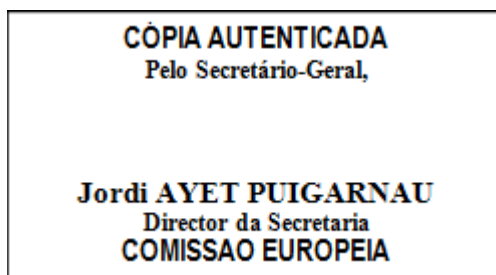 CÓPIA AUTENTICADA
Pelo Secretário-Geral,
Jordi AYET PUIGARNAU
Director da Secretaria
COMISSAO EUROPEIA